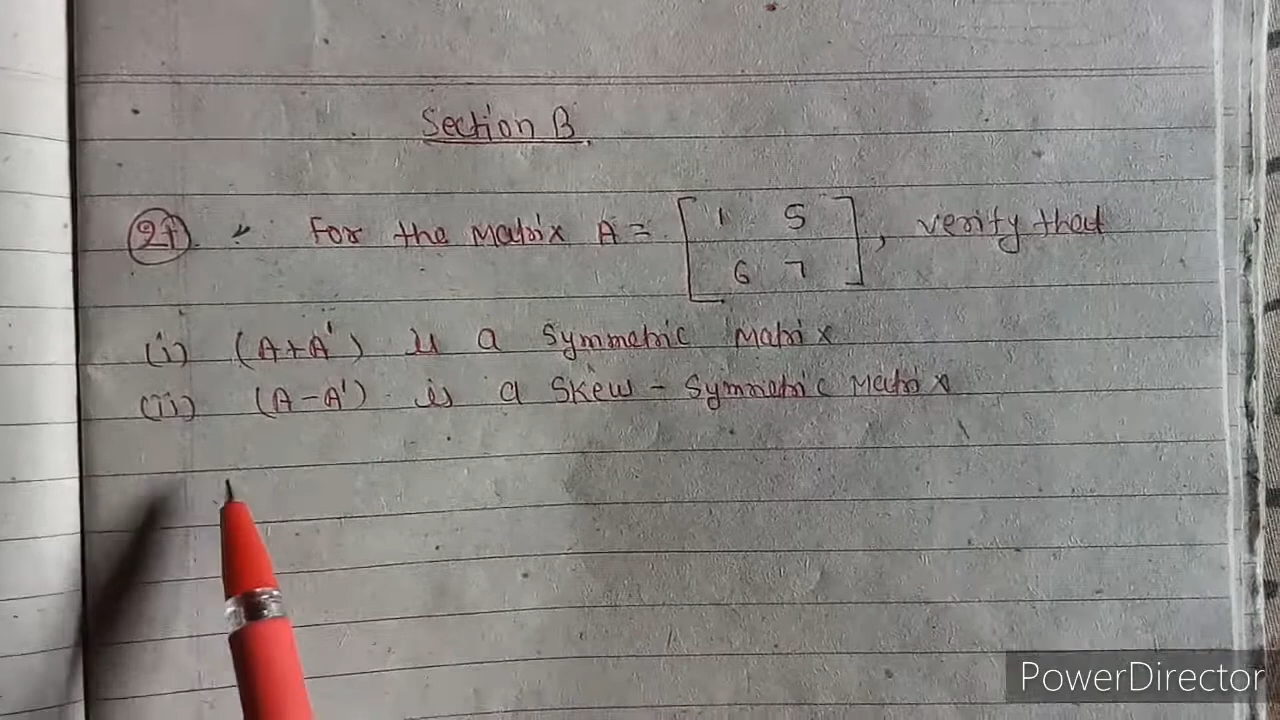 Section B
27. For the Matrix A = [1 5
6 7], verify that
(i) (A+A') is a Symmetric Matrix
(ii) (A-A') is a Skew-Symmetric Matrix
PowerDirector